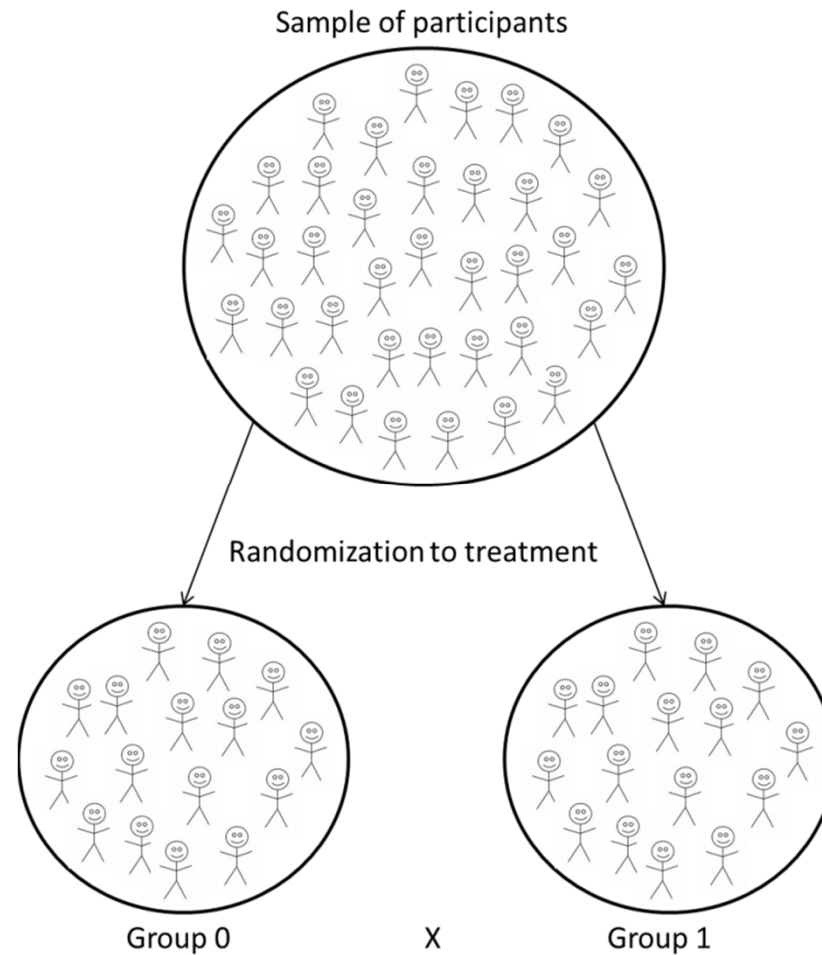 Sample of participants
Randomization to treatment
Group 0 X Group 1